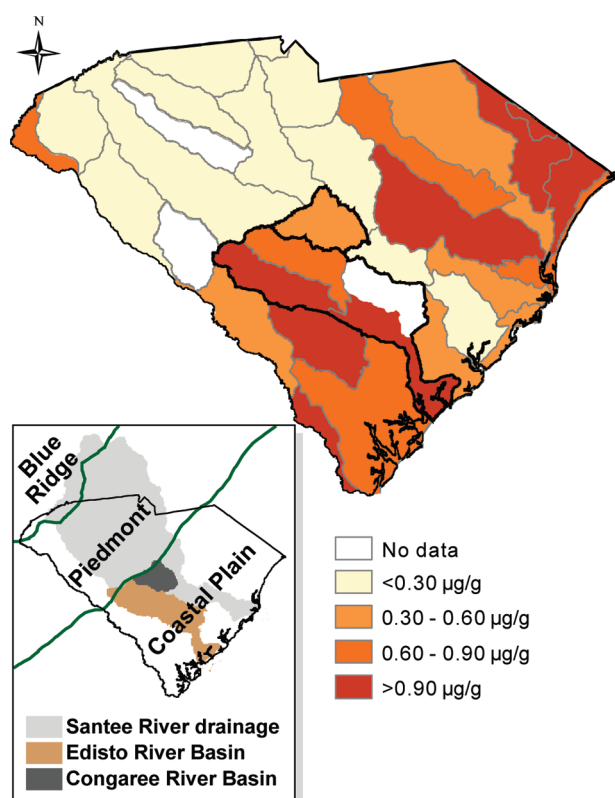 N
Blue
Ridge
Piedmont
Coastal Plain
Santee River drainage
Edisto River Basin
Congaree River Basin
No data
<0.30 µg/g
0.30 - 0.60 µg/g
0.60 - 0.90 µg/g
>0.90 µg/g